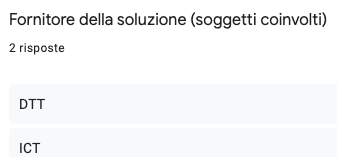 Fornitore della soluzione (soggetti coinvolti)
2 risposte
DTT
ICT